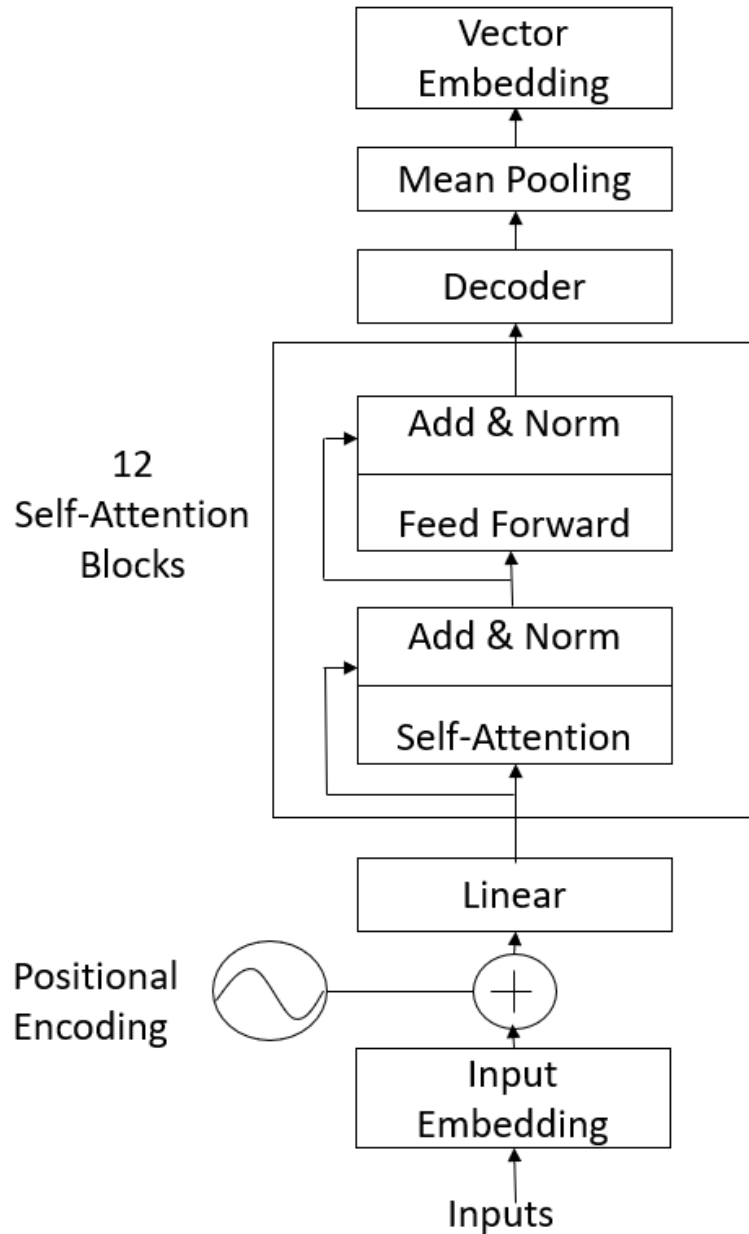 Vector
Embedding
Mean Pooling
Decoder
Add & Norm
Feed Forward
12
Self-Attention
Blocks
Add & Norm
Self-Attention
Linear
Positional
Encoding
Input
Embedding
Inputs